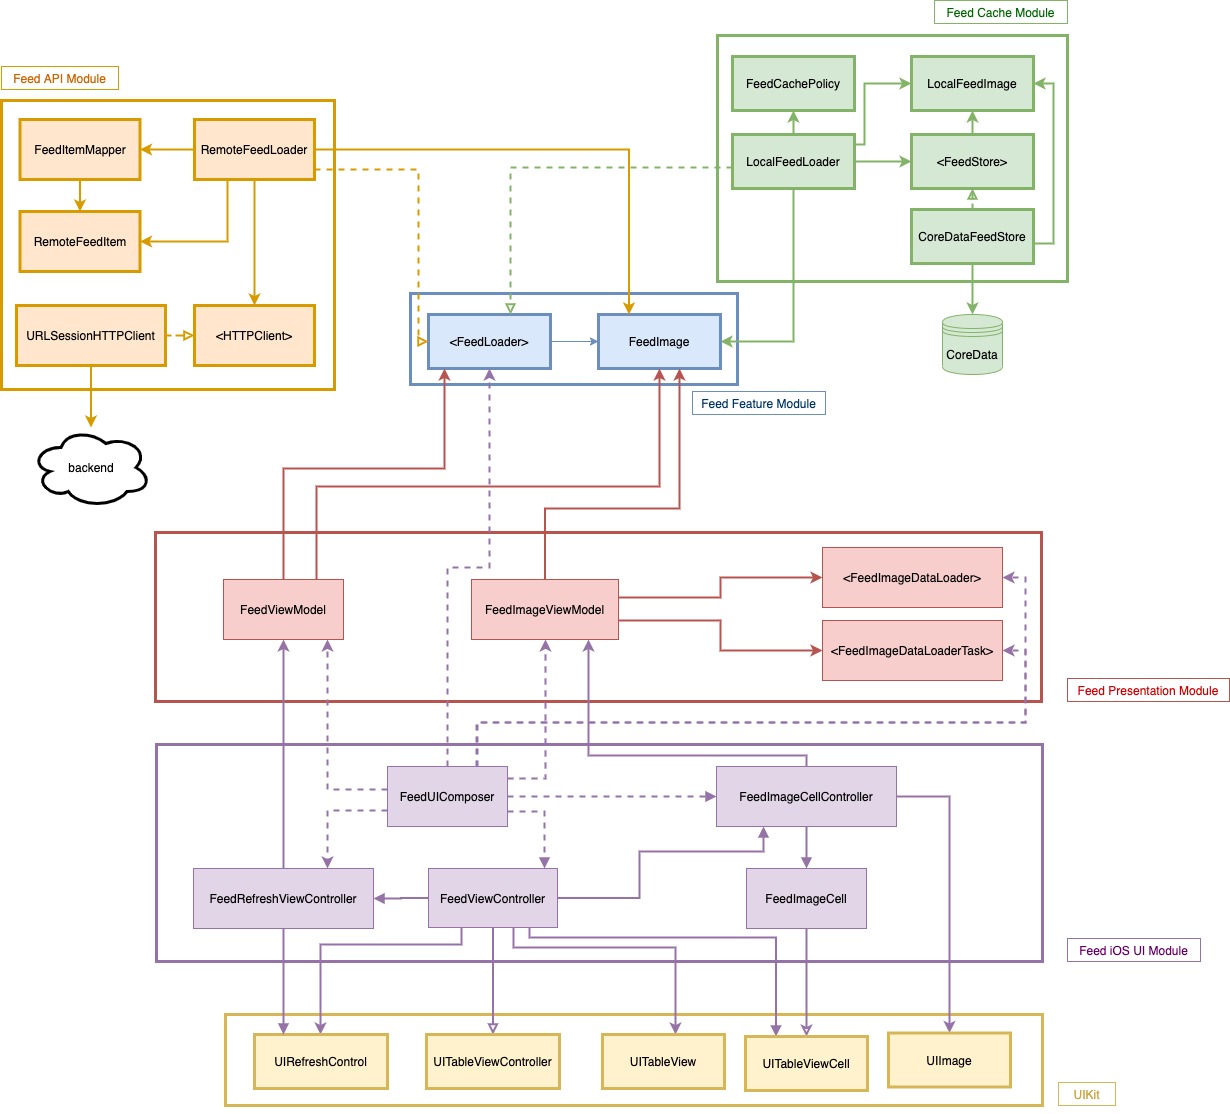 Feed Cache Module
Feed API Module
FeedCachePolicy
LocalFeedImage
FeedItemMapper
RemoteFeedLoader
LocalFeedLoader
<FeedStore>
RemoteFeedItem
CoreDataFeedStore
URLSessionHTTPClient
<HTTPClient>
<FeedLoader>
FeedImage
CoreData
Feed Feature Module
backend
<FeedImageDataLoader>
FeedViewModel
FeedImageViewModel
<FeedImageDataLoaderTask>
Feed Presentation Module
FeedUIComposer
FeedImageCellController
FeedRefreshViewController
FeedViewController
FeedImageCell
Feed iOS UI Module
UIRefreshControl
UITableViewController
UITableView
UITableViewCell
UIImage
UIKit